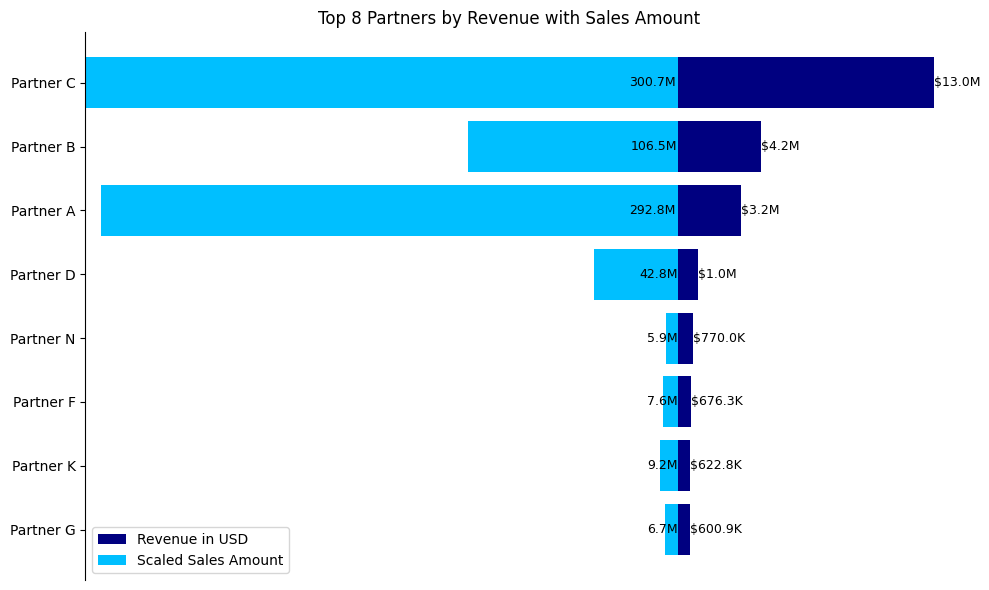 Top 8 Partners by Revenue with Sales Amount
Partner C 300.7M $13.0M
Partner B 106.5M $4.2M
Partner A 292.8M $3.2M
Partner D 42.8M $1.0M
Partner N 5.9M $770.0K
Partner F 7.6M $676.3K
Partner K 9.2M $622.8K
Partner G 6.7M $600.9K
Revenue in USD
Scaled Sales Amount